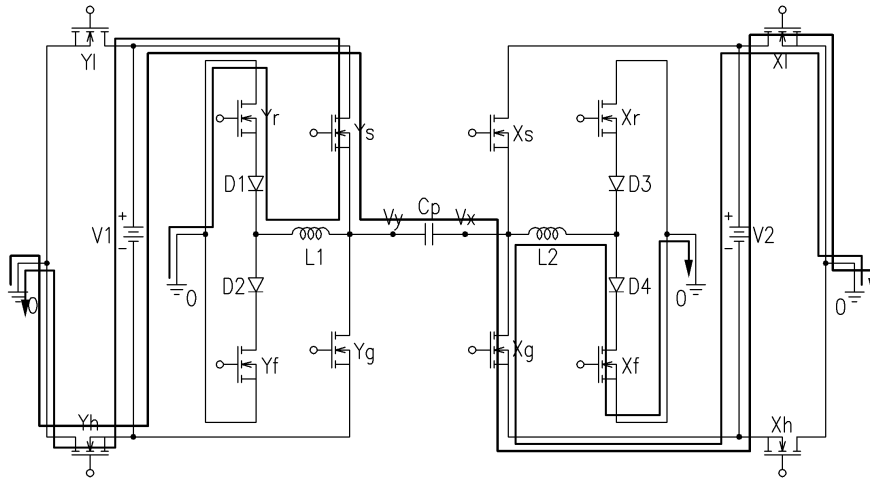 Yl
Xl
Yr
Ys
Xs
Xr
D1
D3
Vy
Cp
Vx
+
V1
−
L1
L2
+
V2
−
0
D2
0
D4
0
0
V
Yf
Yg
Xg
Xf
Yh
Xh